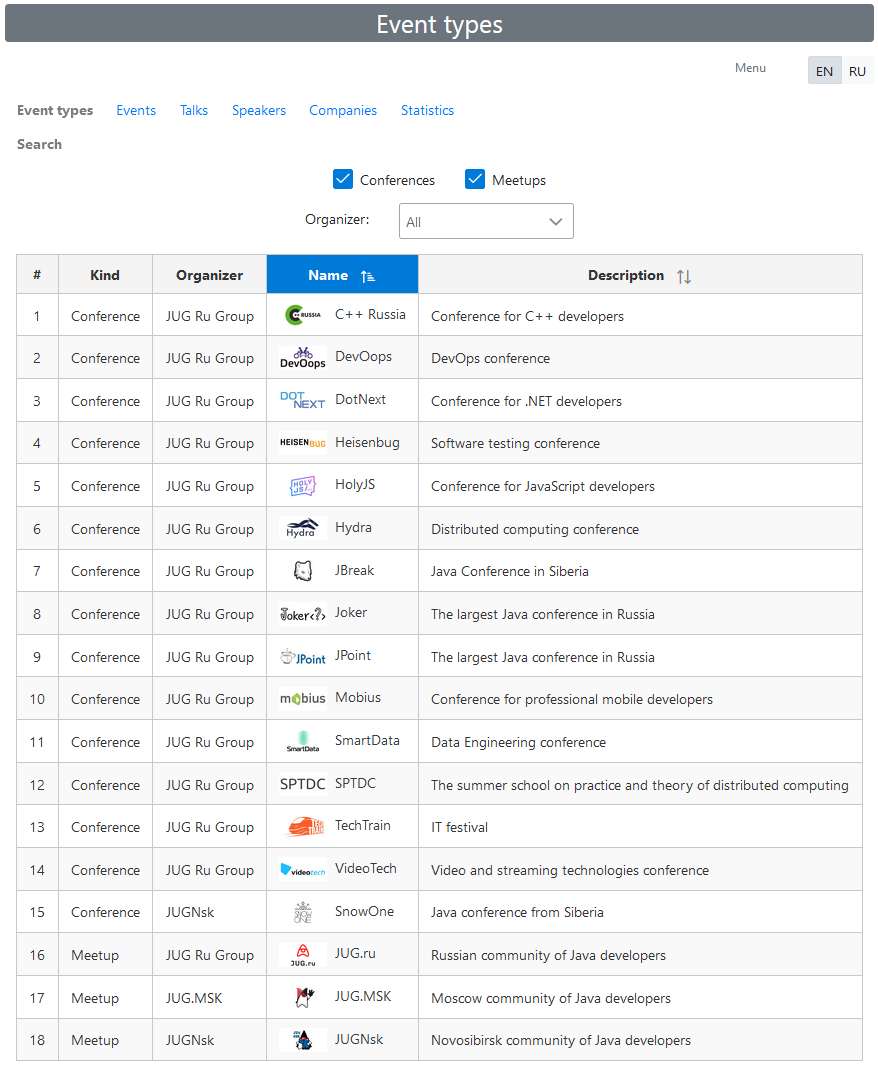 Event types
Menu EN RU
Event types Events Talks Speakers Companies Statistics
Search
Conferences Meetups
Organizer: All
# Kind Organizer Name Description
1 Conference JUG Ru Group C++ RUSSIA C++ Russia Conference for C++ developers
2 Conference JUG Ru Group DevOops DevOops DevOps conference
3 Conference JUG Ru Group DOT NEXT DotNext Conference for .NET developers
4 Conference JUG Ru Group HEISENBUG Heisenbug Software testing conference
5 Conference JUG Ru Group HOLY JS/_ HolyJS Conference for JavaScript developers
6 Conference JUG Ru Group Hydra Hydra Distributed computing conference
7 Conference JUG Ru Group JBreak Java Conference in Siberia
8 Conference JUG Ru Group Joker<?> Joker The largest Java conference in Russia
9 Conference JUG Ru Group JPoint JPoint The largest Java conference in Russia
10 Conference JUG Ru Group mobius Mobius Conference for professional mobile developers
11 Conference JUG Ru Group SmartData SmartData Data Engineering conference
12 Conference JUG Ru Group SPTDC SPTDC The summer school on practice and theory of distributed computing
13 Conference JUG Ru Group TECH TRAIN TechTrain IT festival
14 Conference JUG Ru Group videotech VideoTech Video and streaming technologies conference
15 Conference JUGNsk SNOW ONE SnowOne Java conference from Siberia
16 Meetup JUG Ru Group JUG.ru JUG.ru Russian community of Java developers
17 Meetup JUG.MSK JUG.MSK Moscow community of Java developers
18 Meetup JUGNsk JUGNsk Novosibirsk community of Java developers